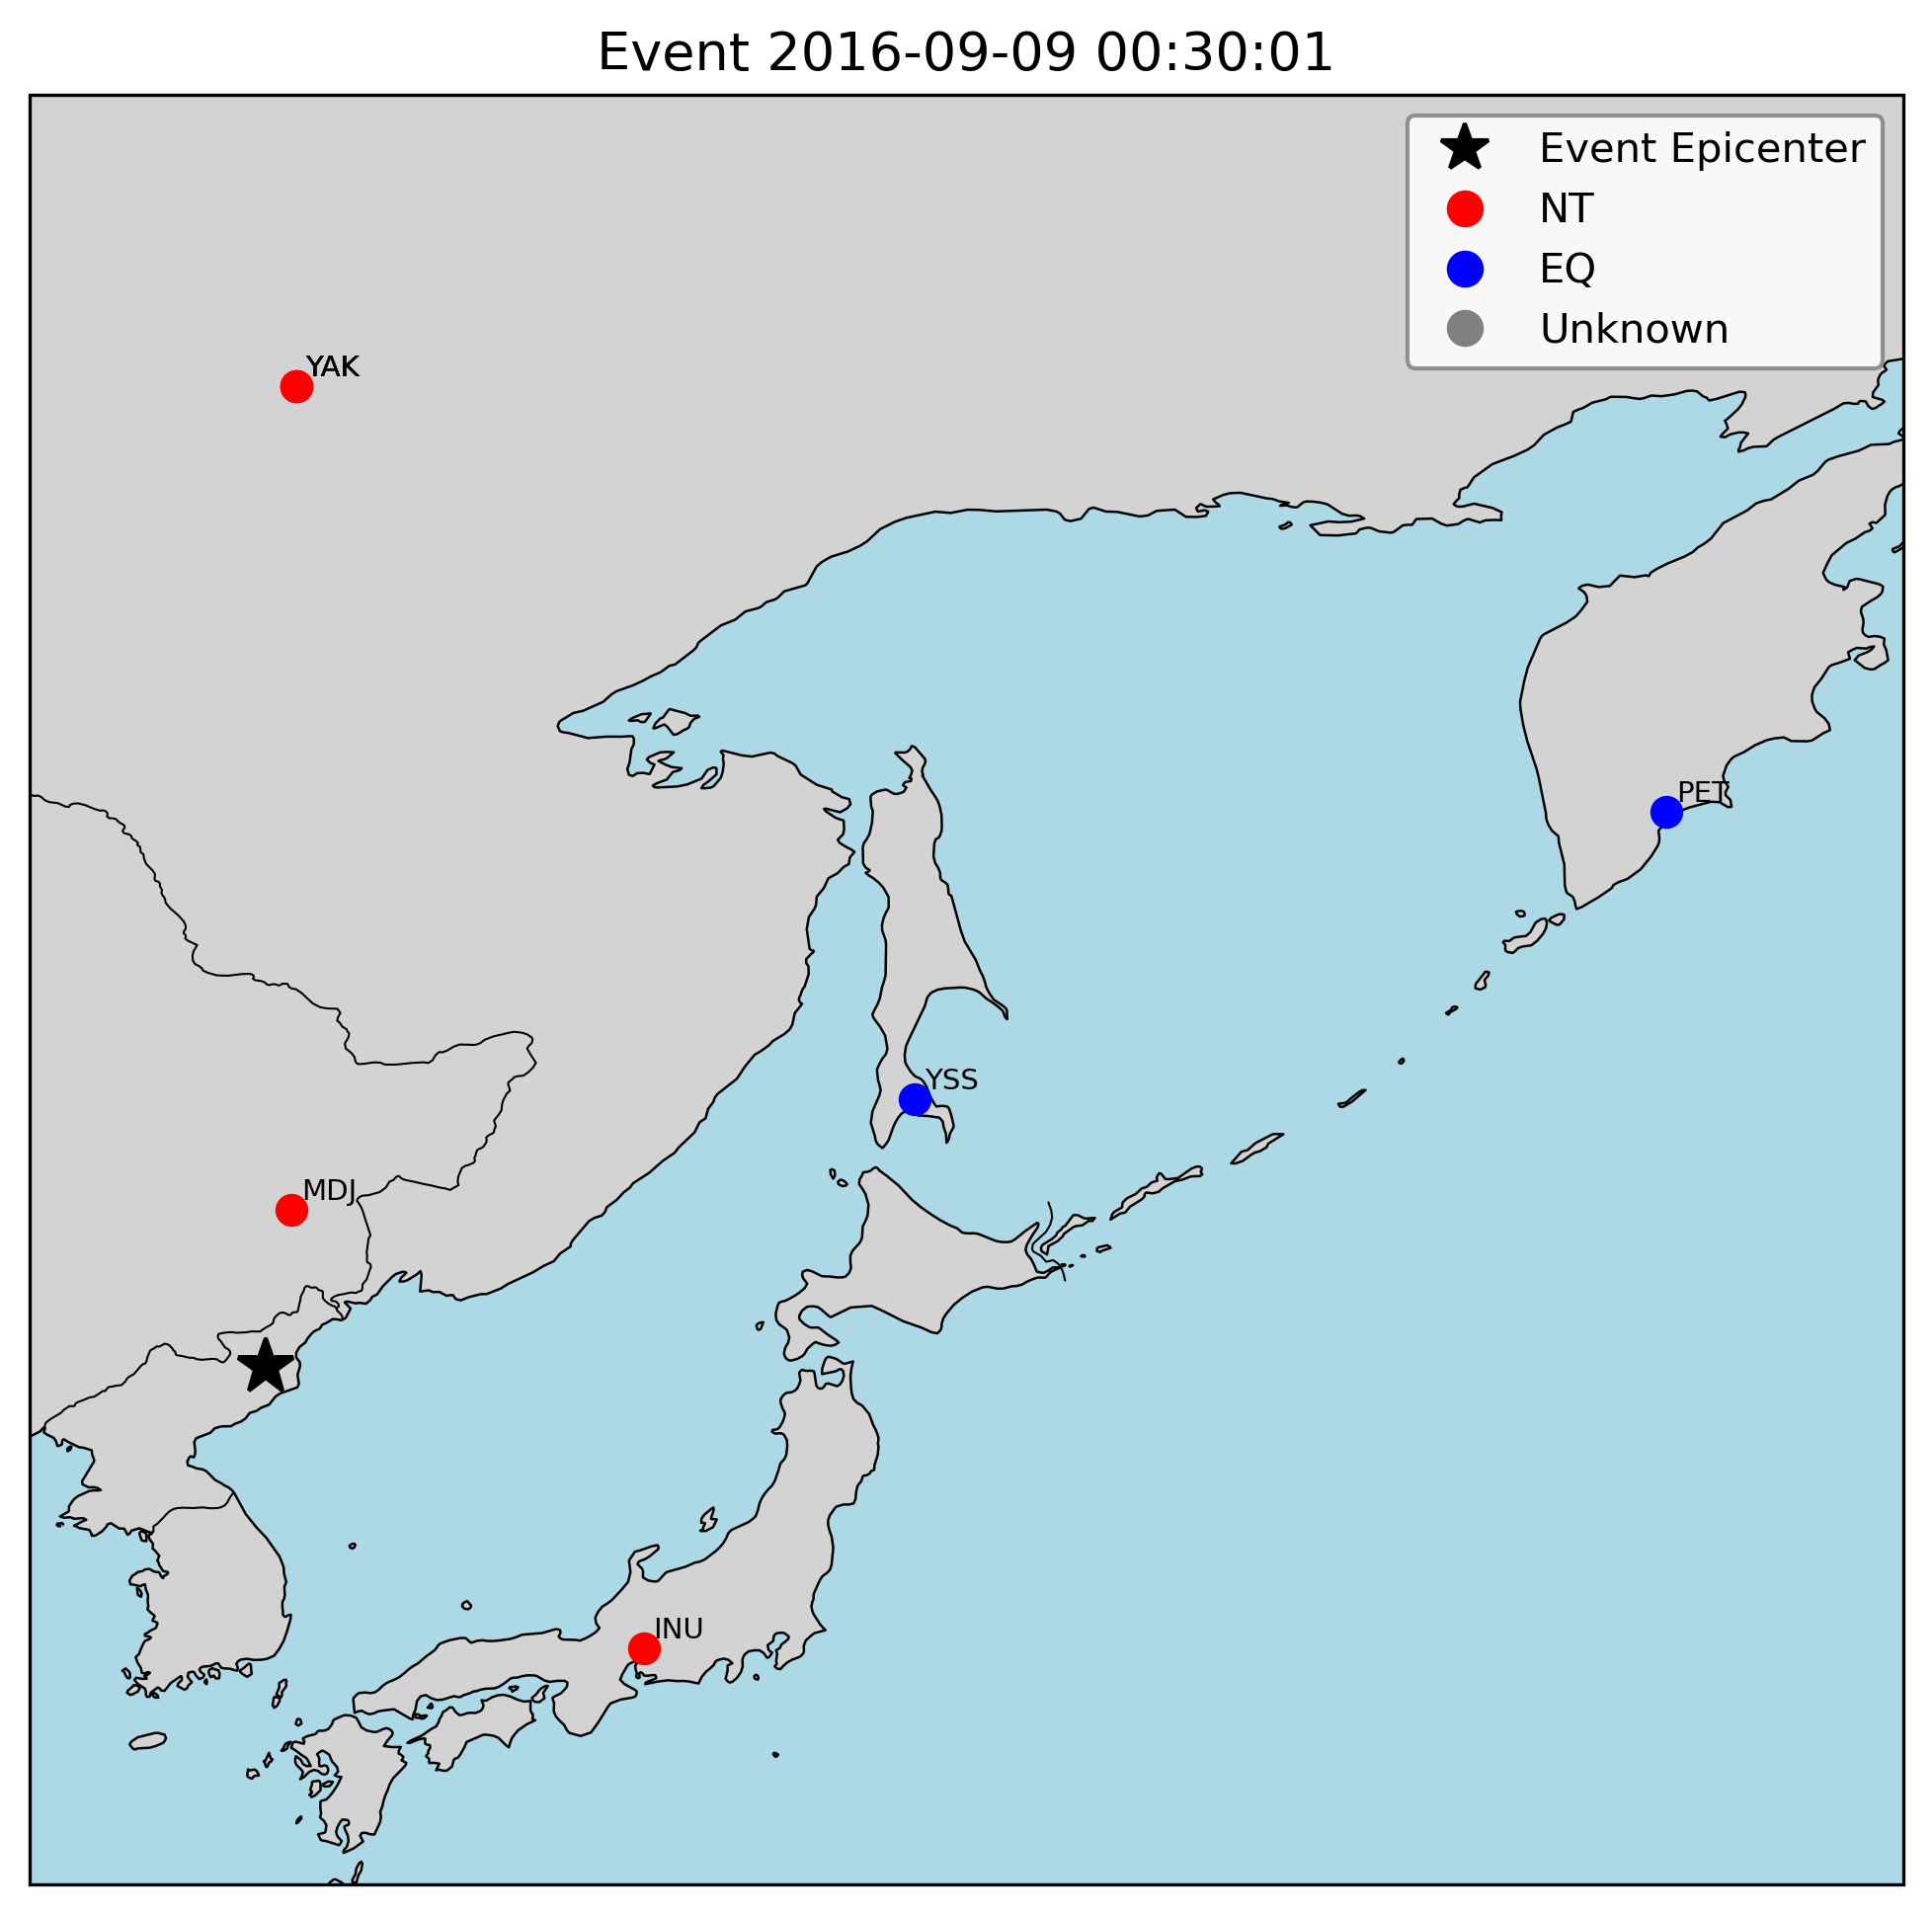 Event 2016-09-09 00:30:01
Event Epicenter
NT
EQ
Unknown
YAK
PET
YSS
MDJ
INU